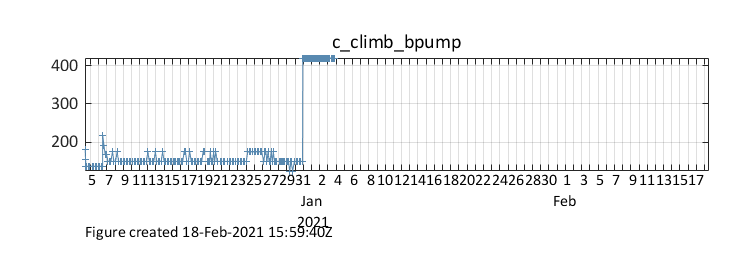 c_climb_bpump
400
300
200
5 7 9 11 13 15 17 19 21 23 25 27 29 31 2 4 6 8 10 12 14 16 18 20 22 24 26 28 30 1 3 5 7 9 11 13 15 17
Jan Feb
2021
Figure created 18-Feb-2021 15:59:40Z